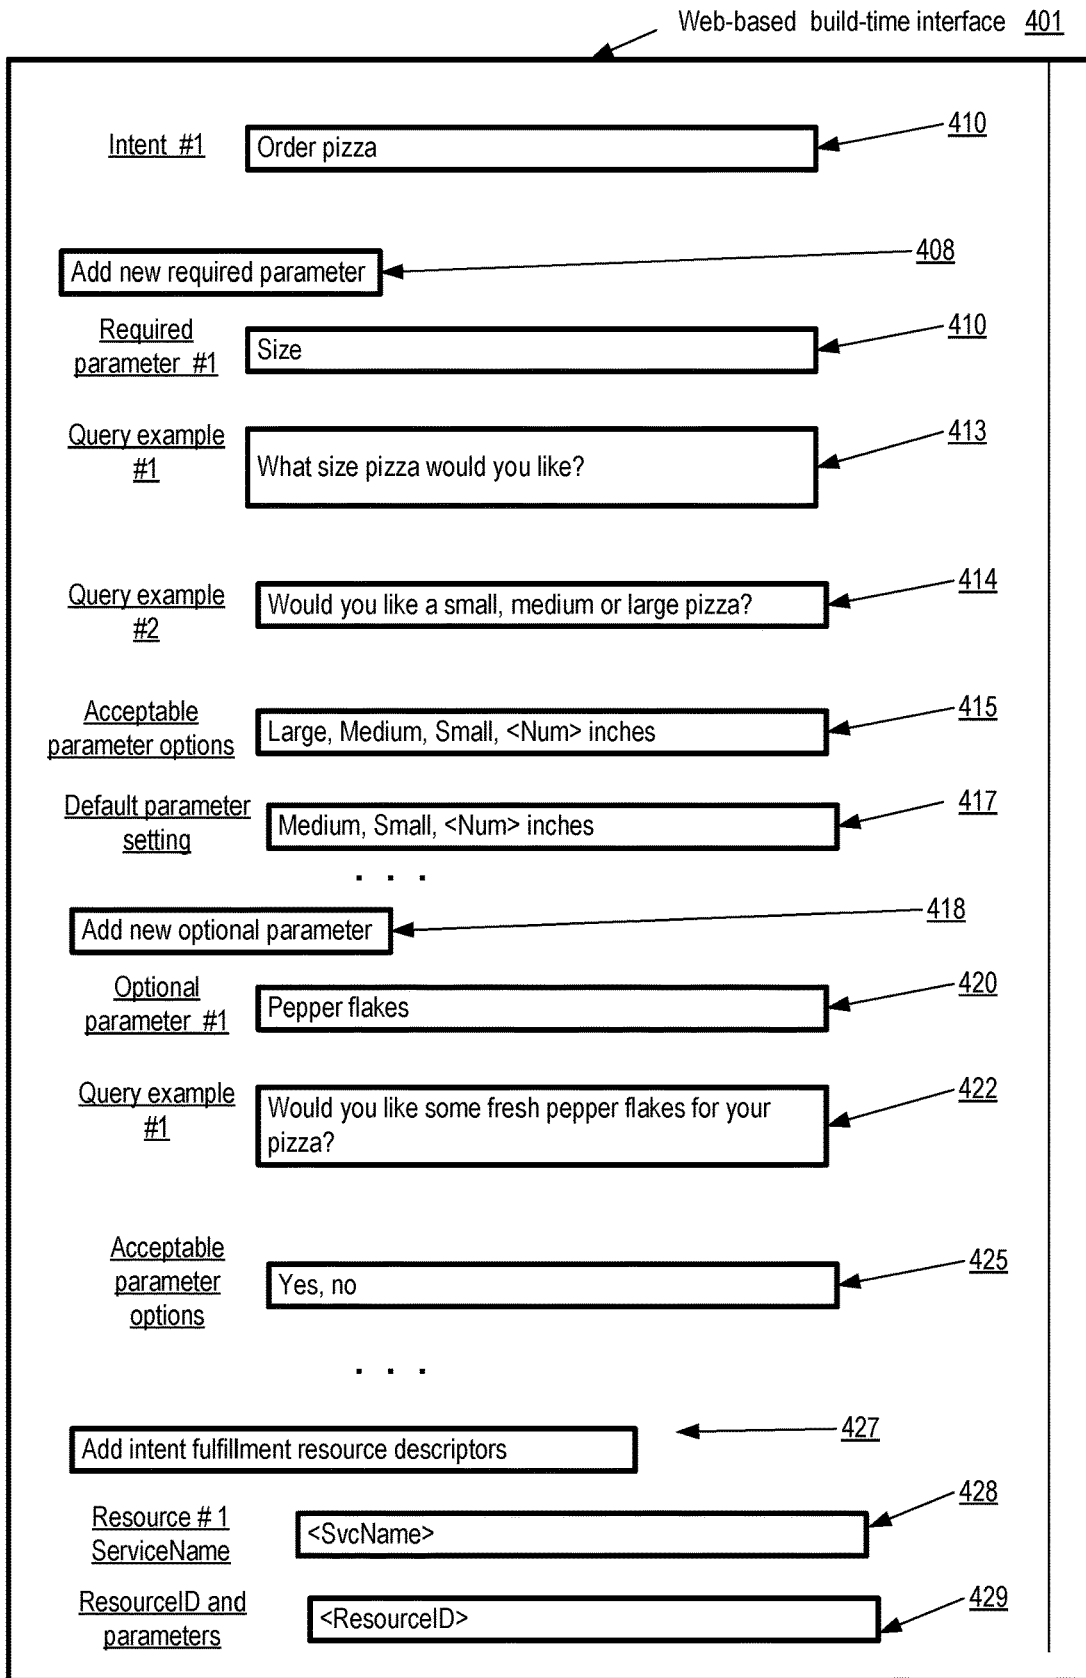 Web-based build-time interface 401
Intent #1
Order pizza
410
Add new required parameter
408
Required
parameter #1
Size
410
Query example
#1
What size pizza would you like?
413
Query example
#2
Would you like a small, medium or large pizza?
414
Acceptable
parameter options
Large, Medium, Small, <Num> inches
415
Default parameter
setting
Medium, Small, <Num> inches
417
. . .
Add new optional parameter
418
Optional
parameter #1
Pepper flakes
420
Query example
#1
Would you like some fresh pepper flakes for your
pizza?
422
Acceptable
parameter
options
Yes, no
425
. . .
Add intent fulfillment resource descriptors
427
Resource # 1
ServiceName
<SvcName>
428
ResourceID and
parameters
<ResourceID>
429